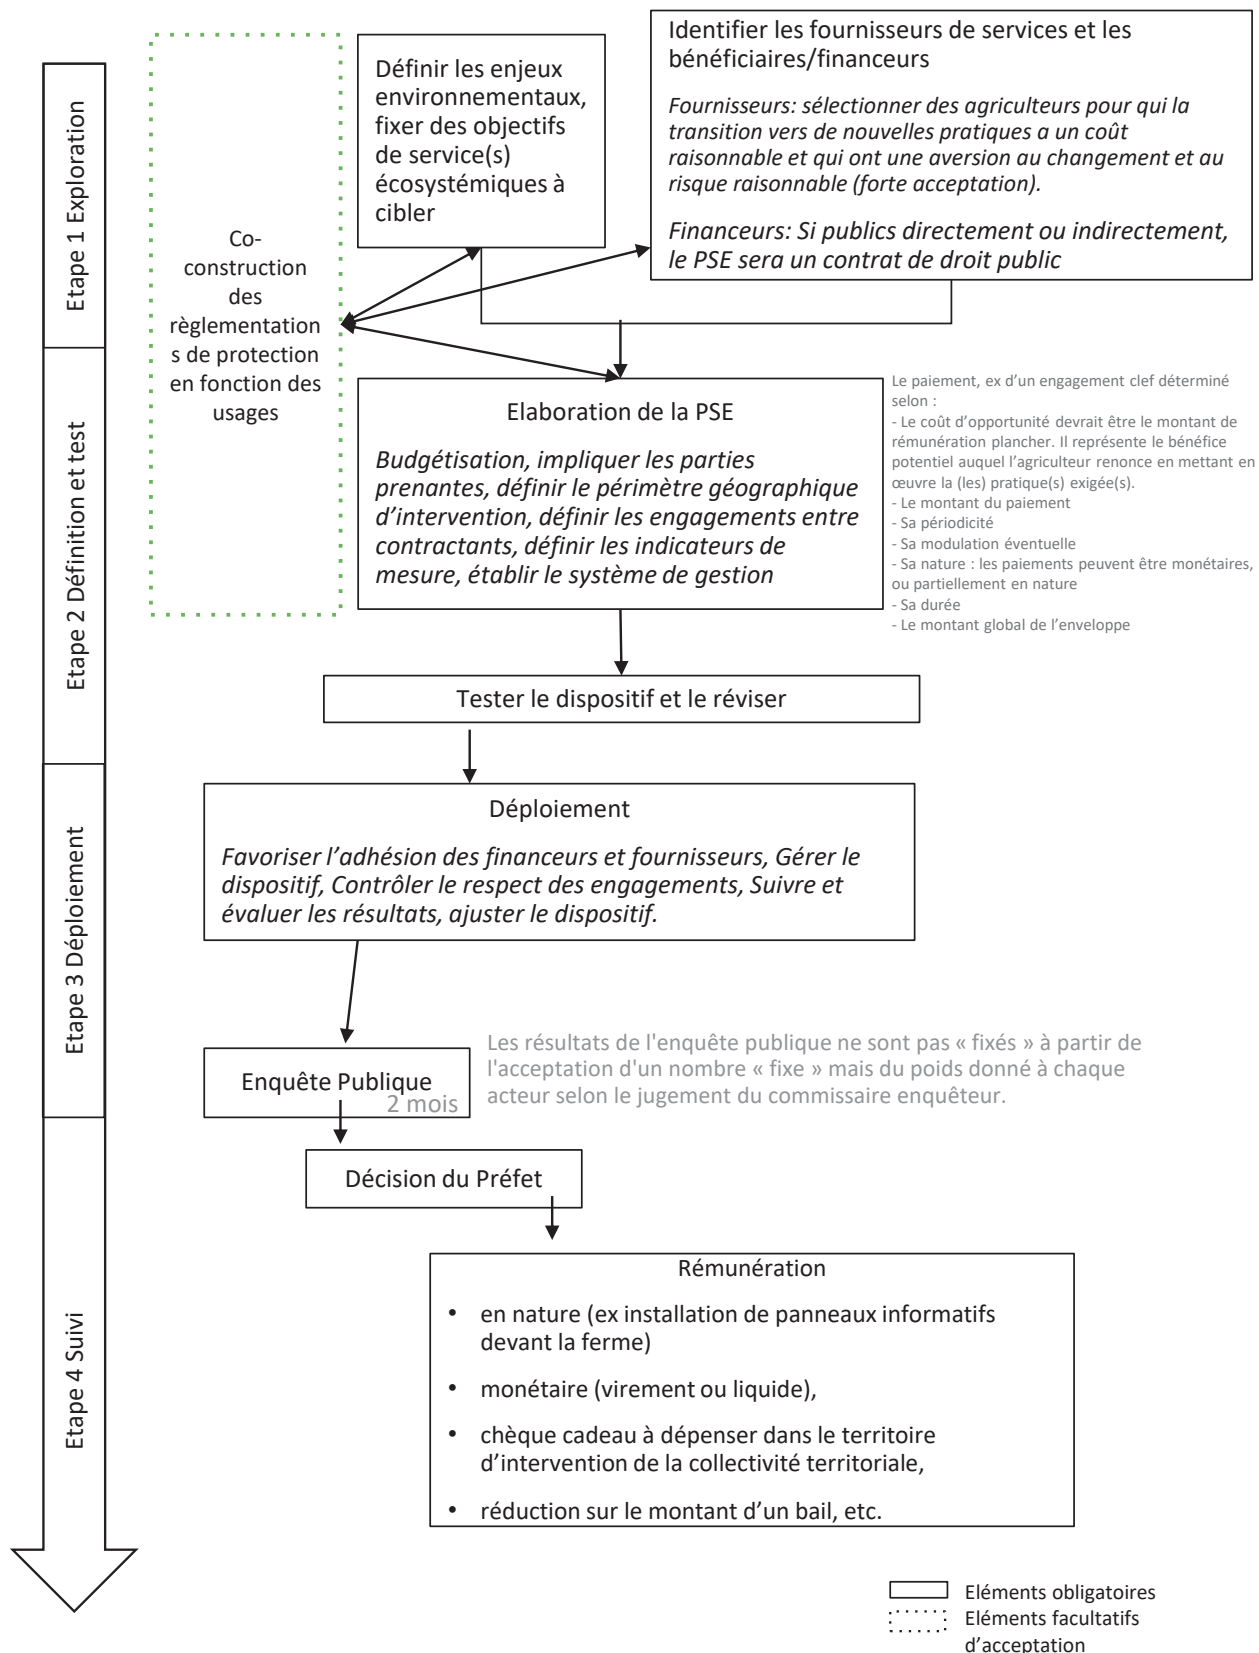 Etape 1 Exploration
Etape 2 Définition et test
Etape 3 Déploiement
Etape 4 Suivi
Co-
construction
des
règlementation
s de protection
en fonction des
usages
Définir les enjeux
environnementaux,
fixer des objectifs
de service(s)
écosystémiques à
cibler
Identifier les fournisseurs de services et les
bénéficiaires/financeurs
Fournisseurs: sélectionner des agriculteurs pour qui la
transition vers de nouvelles pratiques a un coût
raisonnable et qui ont une aversion au changement et au
risque raisonnable (forte acceptation).
Financeurs: Si publics directement ou indirectement,
le PSE sera un contrat de droit public
Elaboration de la PSE
Budgétisation, impliquer les parties
prenantes, définir le périmètre géographique
d’intervention, définir les engagements entre
contractants, définir les indicateurs de
mesure, établir le système de gestion
Le paiement, ex d’un engagement clef déterminé
selon :
- Le coût d’opportunité devrait être le montant de
rémunération plancher. Il représente le bénéfice
potentiel auquel l’agriculteur renonce en mettant en
œuvre la (les) pratique(s) exigée(s).
- Le montant du paiement
- Sa périodicité
- Sa modulation éventuelle
- Sa nature : les paiements peuvent être monétaires,
ou partiellement en nature
- Sa durée
- Le montant global de l’enveloppe
Tester le dispositif et le réviser
Déploiement
Favoriser l’adhésion des financeurs et fournisseurs, Gérer le
dispositif, Contrôler le respect des engagements, Suivre et
évaluer les résultats, ajuster le dispositif.
Enquête Publique
2 mois
Les résultats de l'enquête publique ne sont pas « fixés » à partir de
l'acceptation d'un nombre « fixe » mais du poids donné à chaque
acteur selon le jugement du commissaire enquêteur.
Décision du Préfet
Rémunération
• en nature (ex installation de panneaux informatifs
devant la ferme)
• monétaire (virement ou liquide),
• chèque cadeau à dépenser dans le territoire
d’intervention de la collectivité territoriale,
• réduction sur le montant d’un bail, etc.
Eléments obligatoires
Eléments facultatifs
d’acceptation